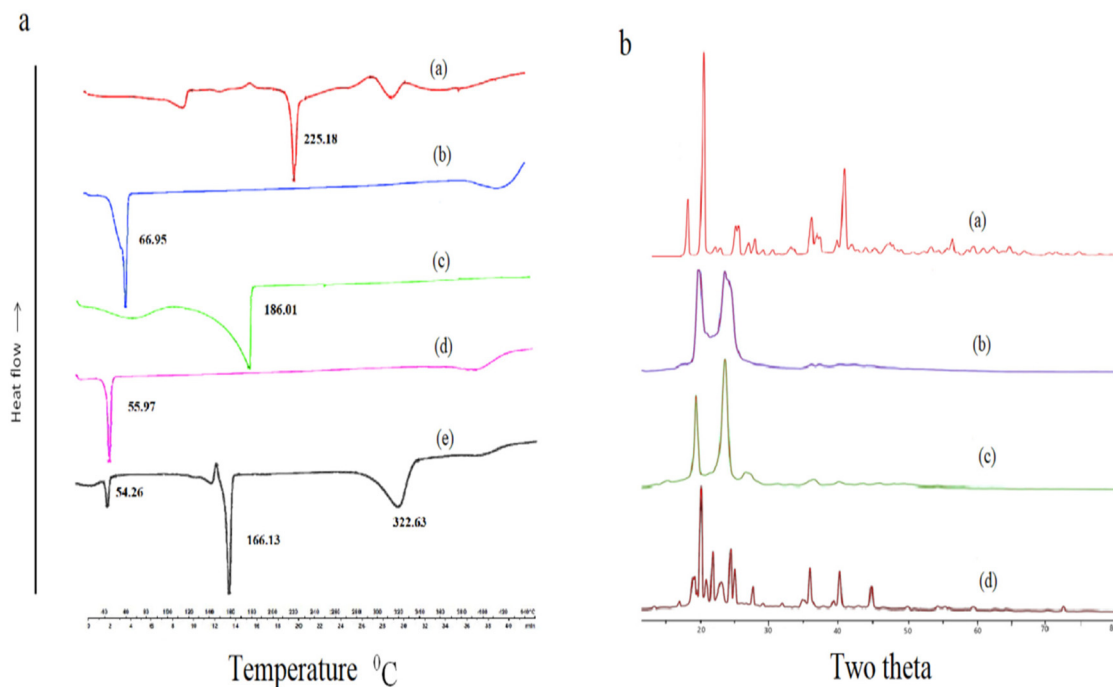 a
b
(a)
225.18
(b)
66.95
(c)
186.01
(d)
55.97
(e)
54.26
166.13
322.63
Heat flow →
Temperature ⁰C
(a)
(b)
(c)
(d)
20 30 40 50 60 70 80
Two theta